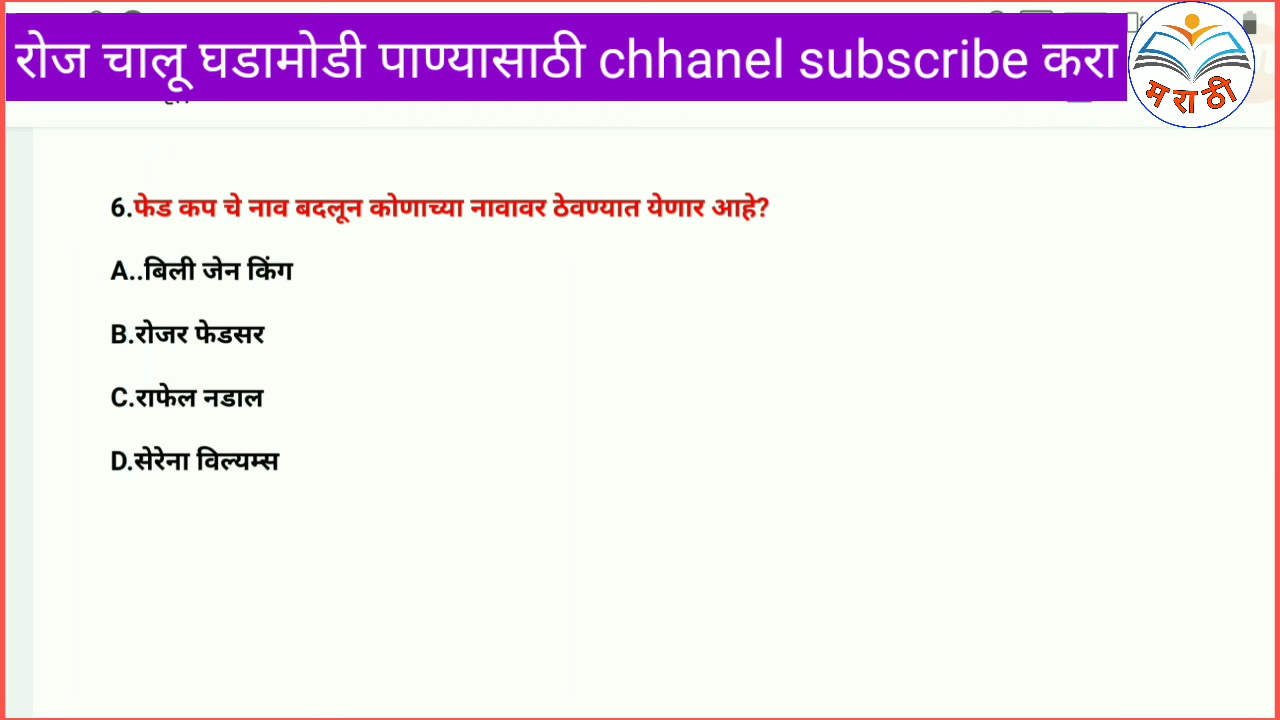 रोज चालू घडामोडी पाण्यासाठी chhanel subscribe करा
मराठी
6.फेड कप चे नाव बदलून कोणाच्या नावावर ठेवण्यात येणार आहे?
A..बिली जेन किंग
B.रोजर फेडसर
C.राफेल नडाल
D.सेरेना विल्यम्स